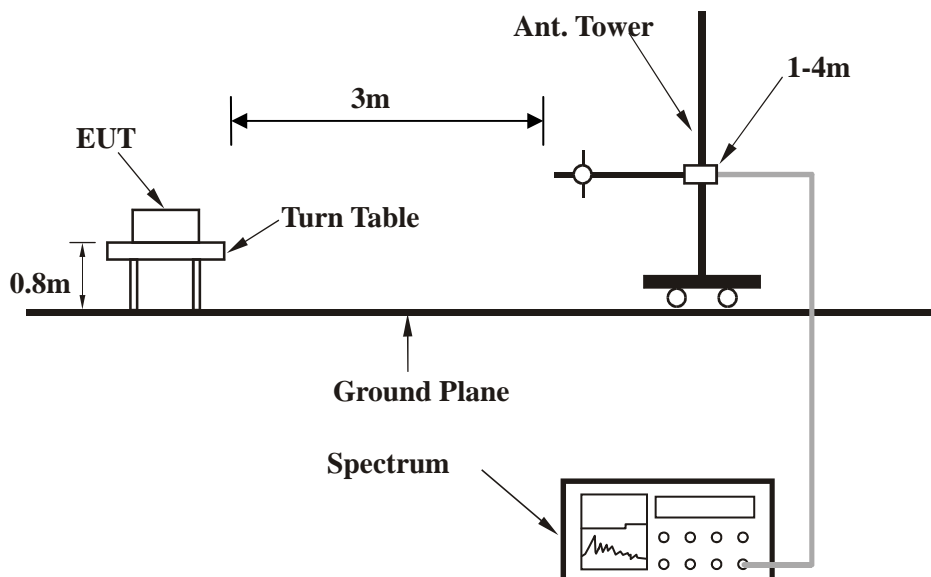 Ant. Tower
1-4m
3m
EUT
Turn Table
0.8m
Ground Plane
Spectrum